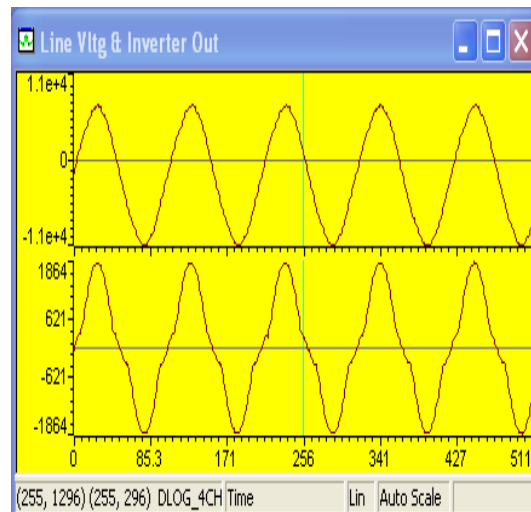 Line Vltg & Inverter Out
1.1e+4
0
-1.1e+4
1864
621
-621
-1864
0 85.3 171 256 341 427 511
(255, 1296) (255, 296) DLOG_4CH Time Lin Auto Scale